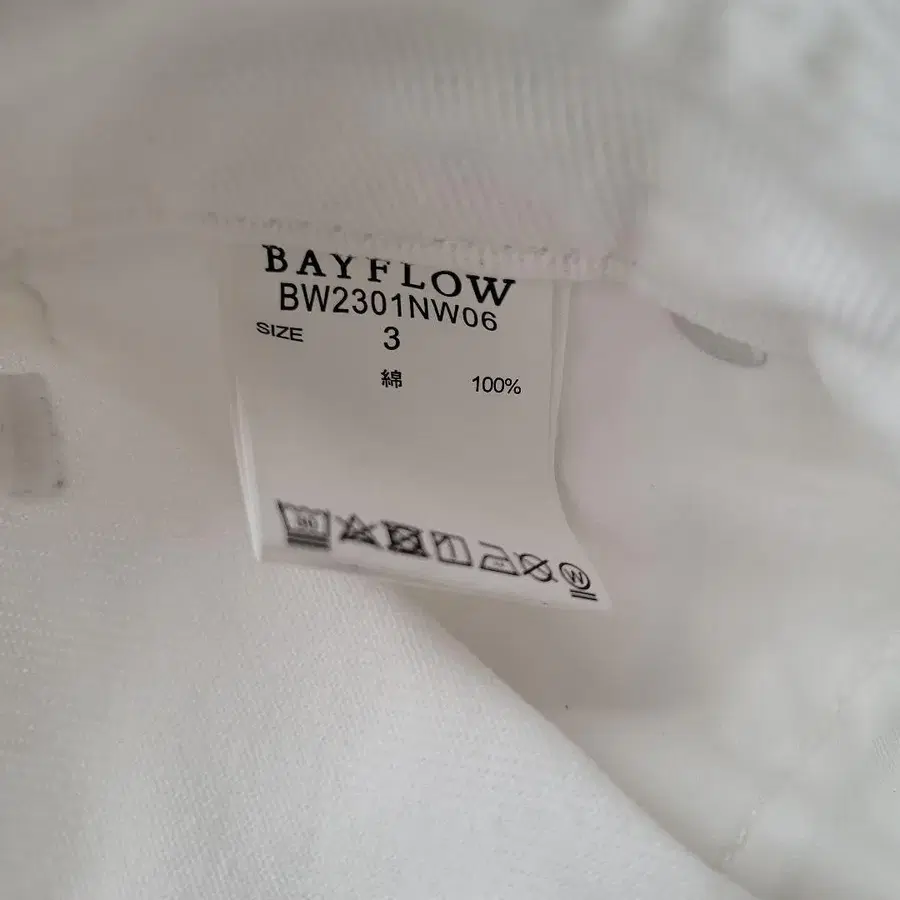 BAYFLOW
BW2301NW06
SIZE 3
綿 100%
W